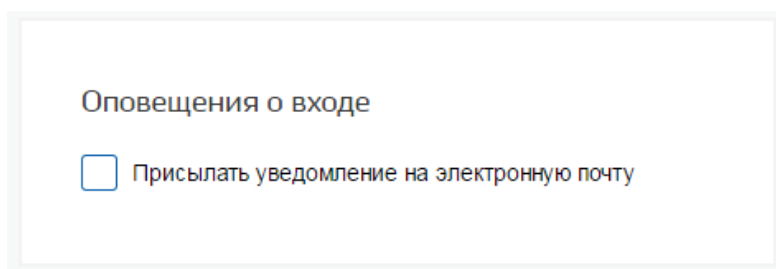 Оповещения о входе
Присылать уведомление на электронную почту